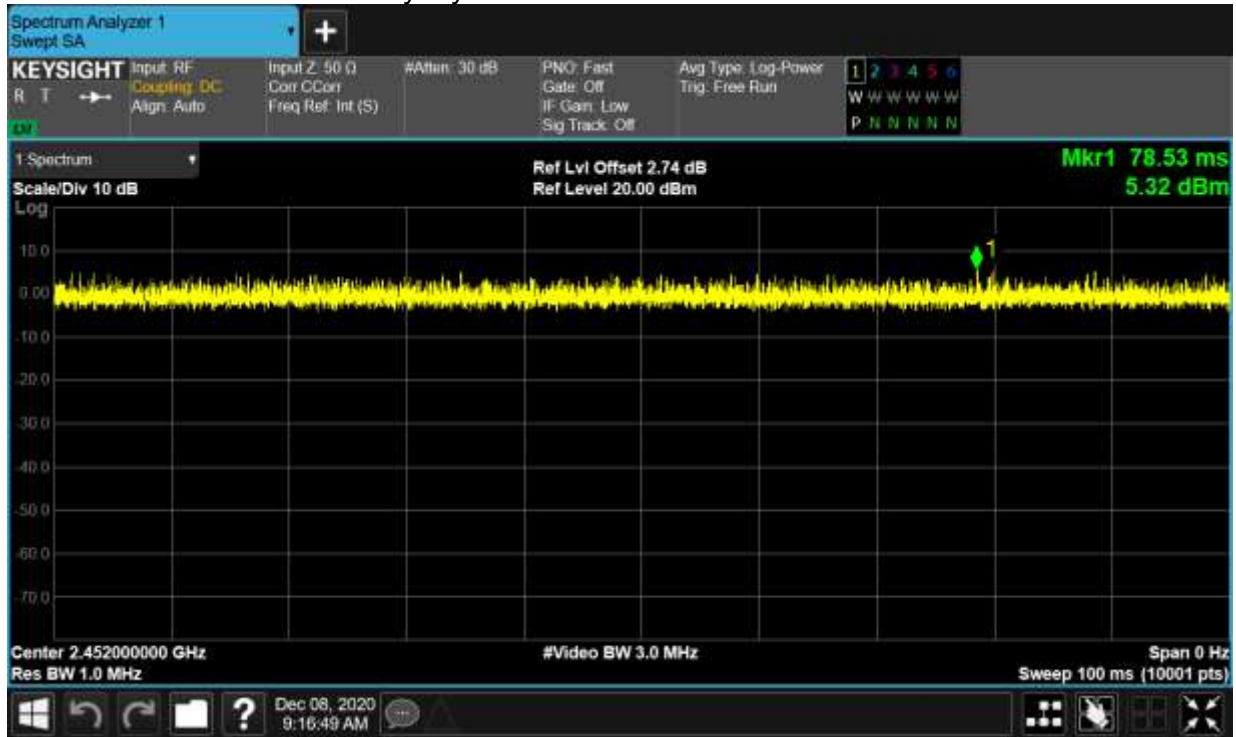 Spectrum Analyzer 1
Swept SA
+
KEYSIGHT
R T
Input: RF
Coupling: DC
Align: Auto
Input Z: 50 Ω
Corr CCorr
Freq Ref: Int (S)
#Atten: 30 dB
PNO: Fast
Gate: Off
IF Gain: Low
Sig Track: Off
Avg Type: Log-Power
Trig: Free Run
1 2 3 4 5 6
W W W W W W
P N N N N N
1 Spectrum
Scale/Div 10 dB
Log
Ref Lvl Offset 2.74 dB
Ref Level 20.00 dBm
Mkr1 78.53 ms
5.32 dBm
1
10.0
0.00
-10.0
-20.0
-30.0
-40.0
-50.0
-60.0
-70.0
Center 2.452000000 GHz
Res BW 1.0 MHz
#Video BW 3.0 MHz
Span 0 Hz
Sweep 100 ms (10001 pts)
?
Dec 08, 2020
9:16:49 AM